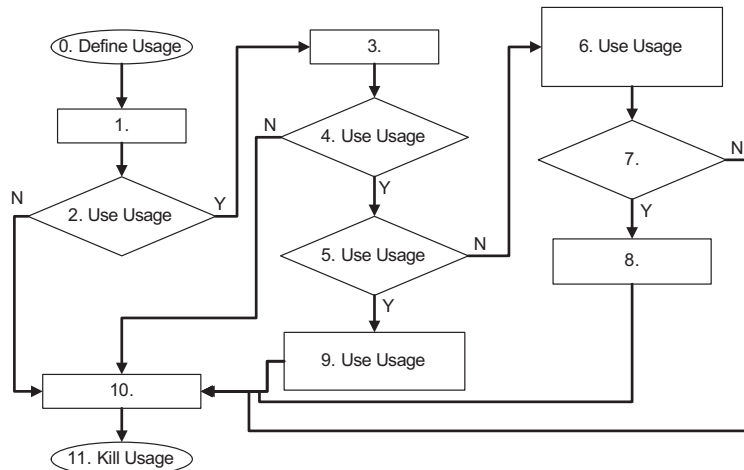 0. Define Usage
1.
2. Use Usage
N
Y
3.
4. Use Usage
N
Y
5. Use Usage
N
Y
6. Use Usage
7.
N
Y
8.
9. Use Usage
10.
11. Kill Usage